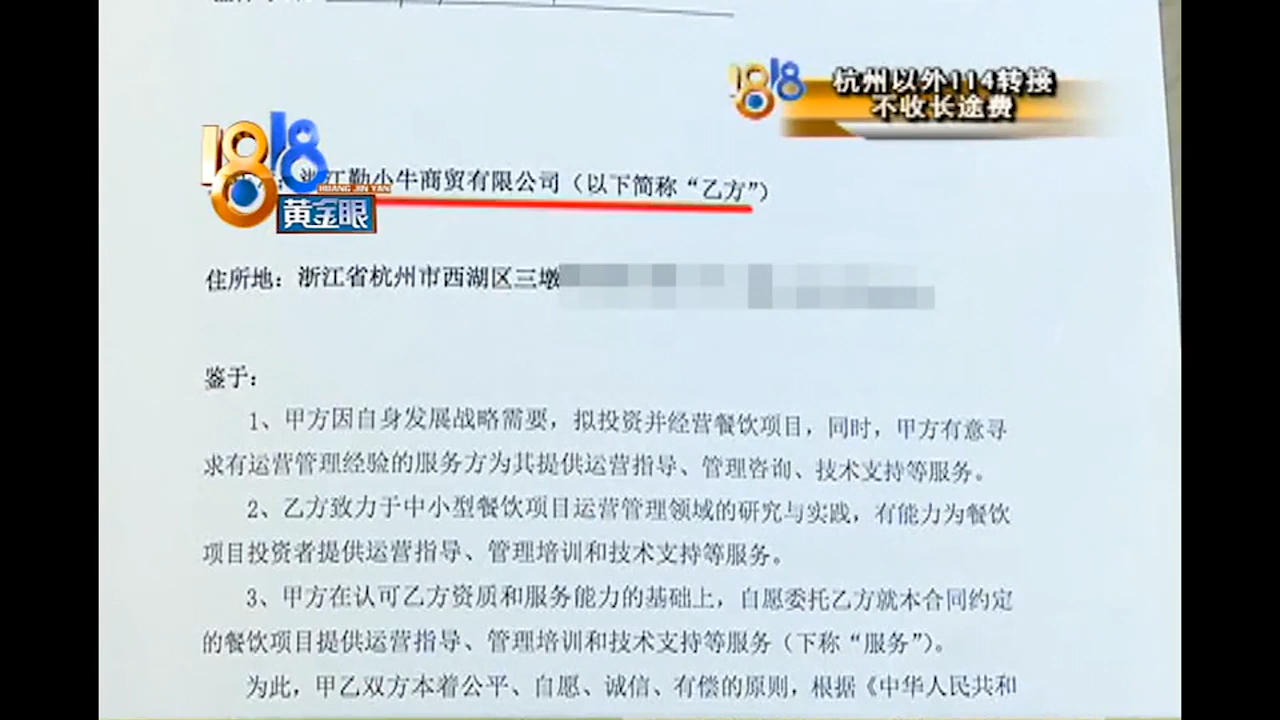 1818
杭州以外114转接
不收长途费
1818
HUANG JIN YAN
黄金眼
浙江勤小牛商贸有限公司（以下简称“乙方”）
住所地：浙江省杭州市西湖区三墩
鉴于：
1、甲方因自身发展战略需要，拟投资并经营餐饮项目，同时，甲方有意寻
求有运营管理经验的服务方为其提供运营指导、管理咨询、技术支持等服务。
2、乙方致力于中小型餐饮项目运营管理领域的研究与实践，有能力为餐饮
项目投资者提供运营指导、管理培训和技术支持等服务。
3、甲方在认可乙方资质和服务能力的基础上，自愿委托乙方就本合同约定
的餐饮项目提供运营指导、管理培训和技术支持等服务（下称“服务”）。
为此，甲乙双方本着公平、自愿、诚信、有偿的原则，根据《中华人民共和